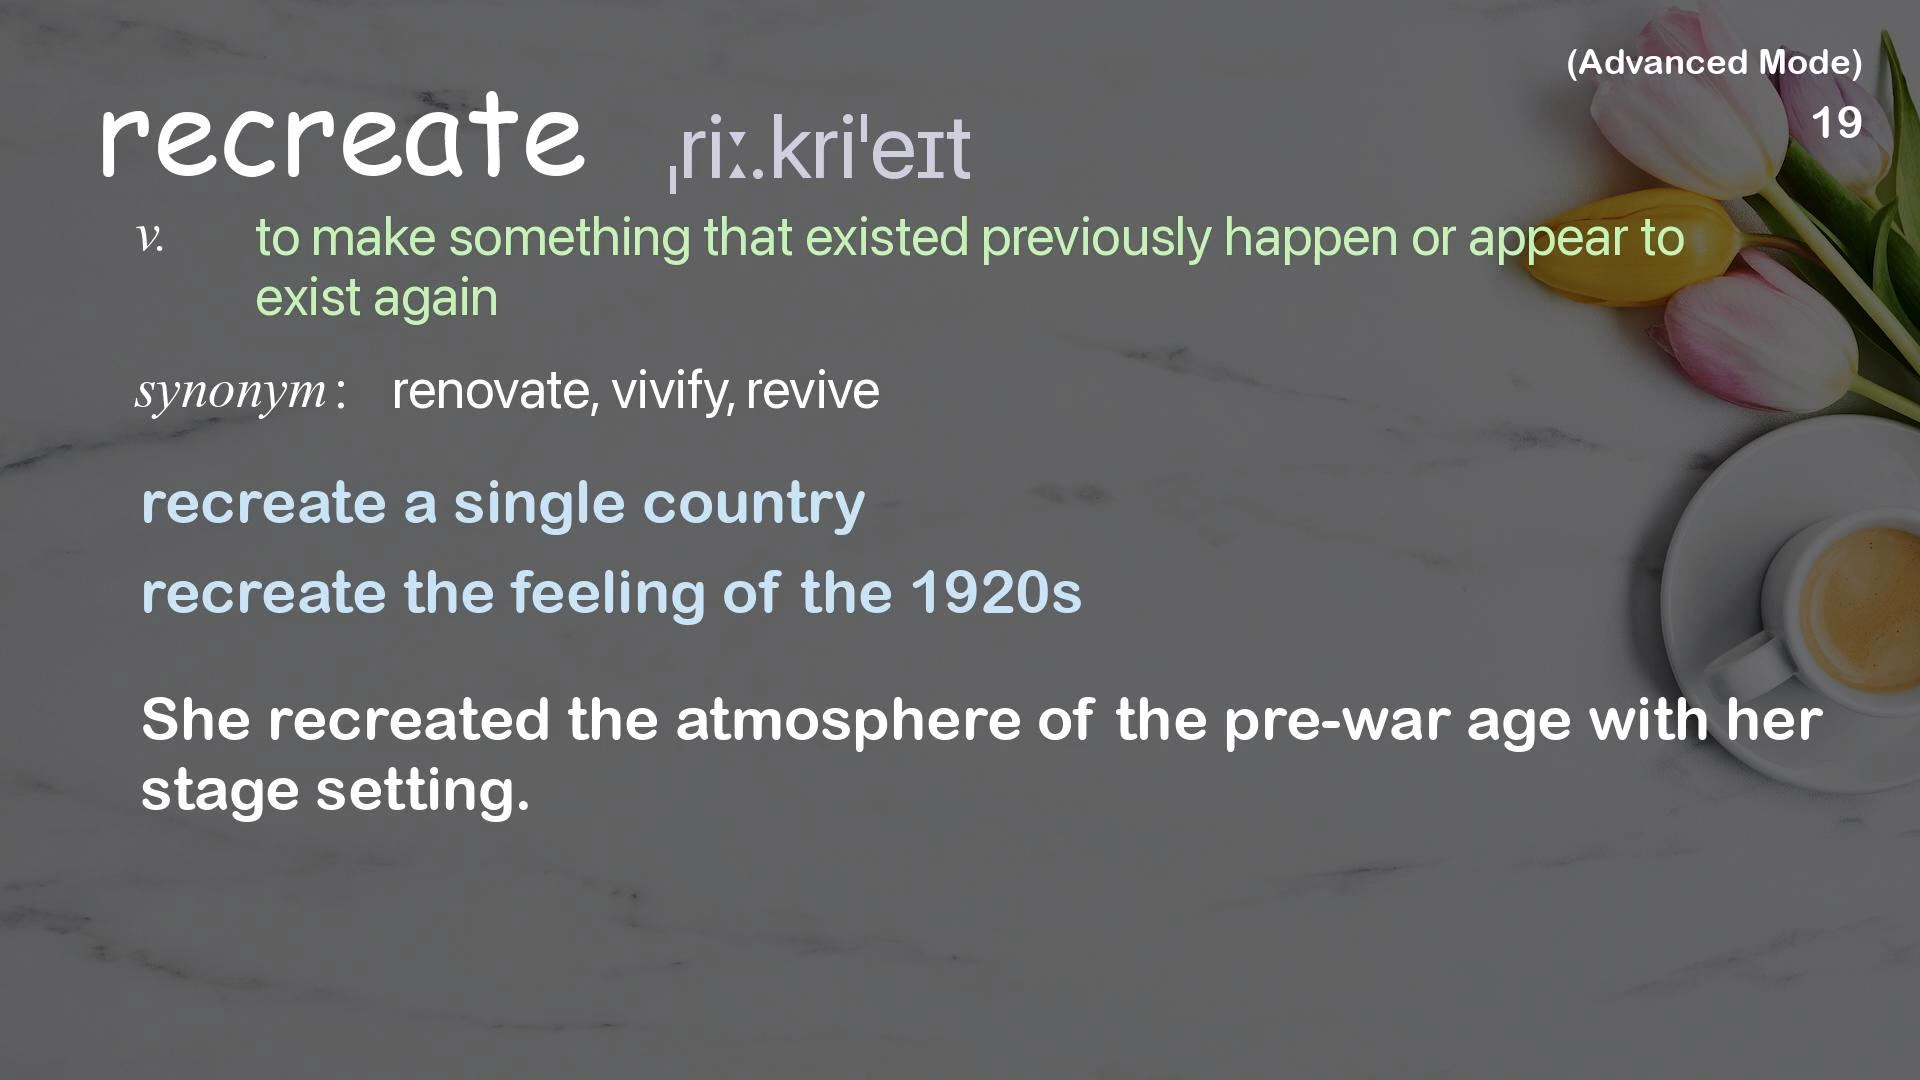 (Advanced Mode)
19
recreate ˌriː.kriˈeɪt
v. to make something that existed previously happen or appear to
exist again
synonym: renovate, vivify, revive
recreate a single country
recreate the feeling of the 1920s
She recreated the atmosphere of the pre-war age with her
stage setting.